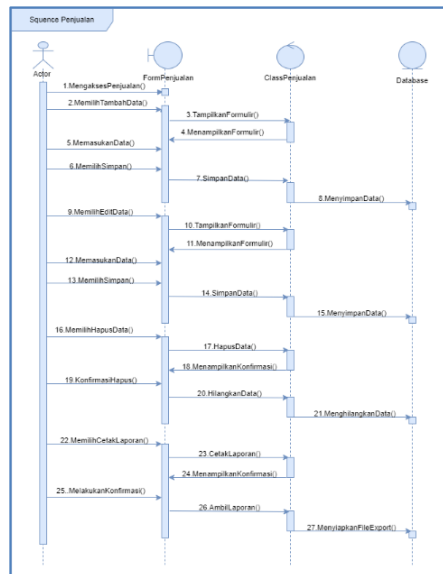 Squence Penjualan
Actor
FormPenjualan
ClassPenjualan
Database
1.MengaksesPenjualan()
2.MemilihTambahData()
3.TampilkanFormulir()
4.MenampilkanFormulir()
5.MemasukanData()
6.MemilihSimpan()
7.SimpanData()
8.MenyimpanData()
9.MemilihEditData()
10.TampilkanFormulir()
11.MenampilkanFormulir()
12.MemasukanData()
13.MemilihSimpan()
14.SimpanData()
15.MenyimpanData()
16.MemilihHapusData()
17.HapusData()
18.MenampilkanKonfirmasi()
19.KonfirmasiHapus()
20.HilangkanData()
21.MenghilangkanData()
22.MemilihCetakLaporan()
23.CetakLaporan()
24.MenampilkanKonfirmasi()
25..MelakukanKonfirmasi()
26.AmbilLaporan()
27.MenyiapkanFileExport()